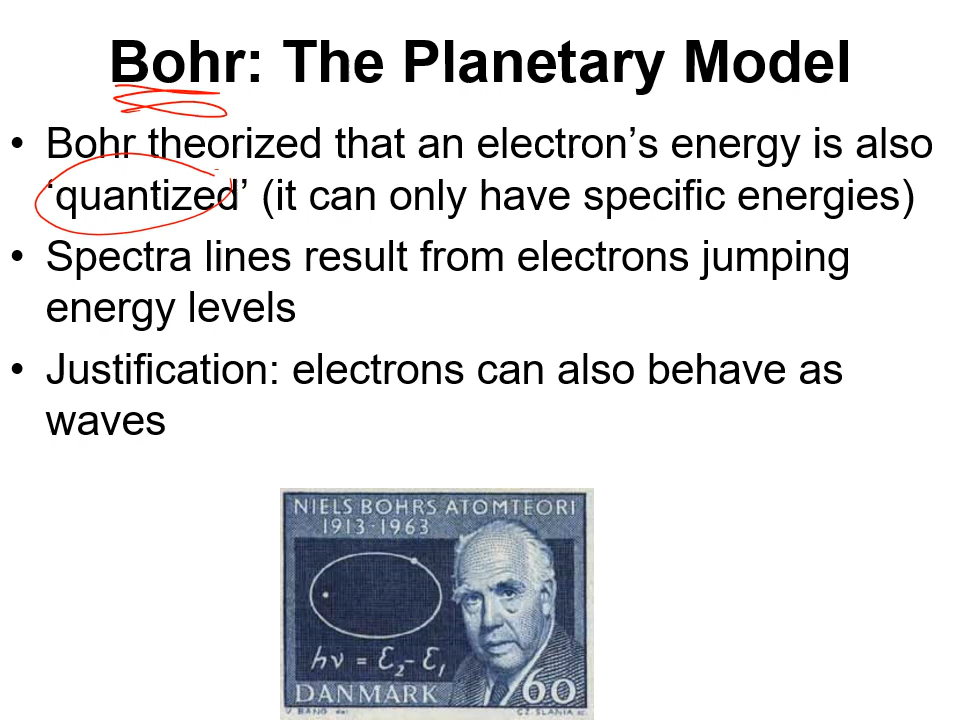 Bohr: The Planetary Model
• Bohr theorized that an electron’s energy is also
‘quantized’ (it can only have specific energies)
• Spectra lines result from electrons jumping
energy levels
• Justification: electrons can also behave as
waves
NIELS BOHRS ATOMTEORI
1913-1963
hν = Ɛ₂- Ɛ₁
DANMARK 60
V. BANG del. CZ. SLANIA sc.